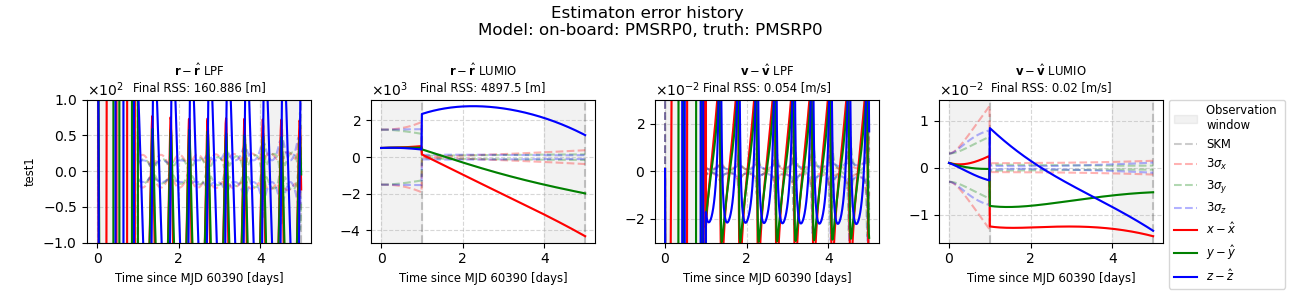 Estimaton error history
Model: on-board: PMSRP0, truth: PMSRP0
r − r̂ LPF
×10² Final RSS: 160.886 [m]
1.0
0.5
0.0
−0.5
−1.0
test1
0 2 4
Time since MJD 60390 [days]
r − r̂ LUMIO
×10³ Final RSS: 4897.5 [m]
2
0
−2
−4
0 2 4
Time since MJD 60390 [days]
v − v̂ LPF
×10⁻² Final RSS: 0.054 [m/s]
2
0
−2
0 2 4
Time since MJD 60390 [days]
v − v̂ LUMIO
×10⁻² Final RSS: 0.02 [m/s]
1
0
−1
0 2 4
Time since MJD 60390 [days]
Observation
window
SKM
3σₓ
3σ_y
3σ_z
x − x̂
y − ŷ
z − ẑ